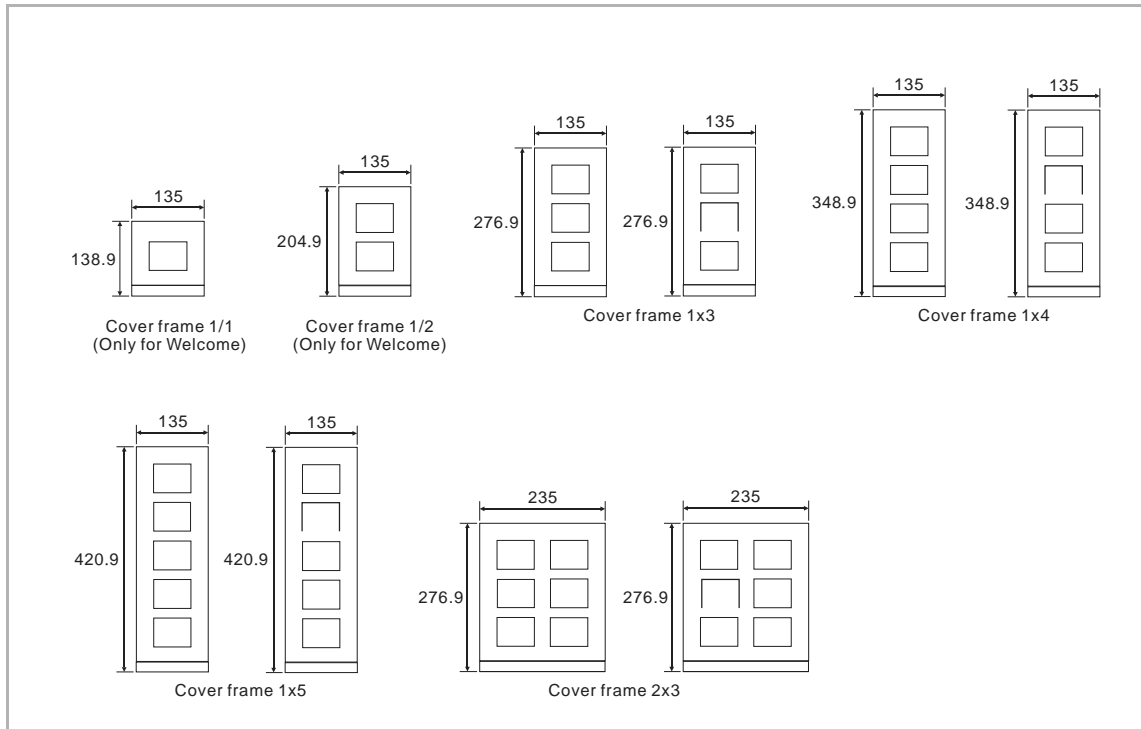 135
138.9
Cover frame 1/1
(Only for Welcome)
135
204.9
Cover frame 1/2
(Only for Welcome)
135
276.9
135
276.9
Cover frame 1x3
135
348.9
135
348.9
Cover frame 1x4
135
420.9
135
420.9
Cover frame 1x5
235
276.9
235
276.9
Cover frame 2x3